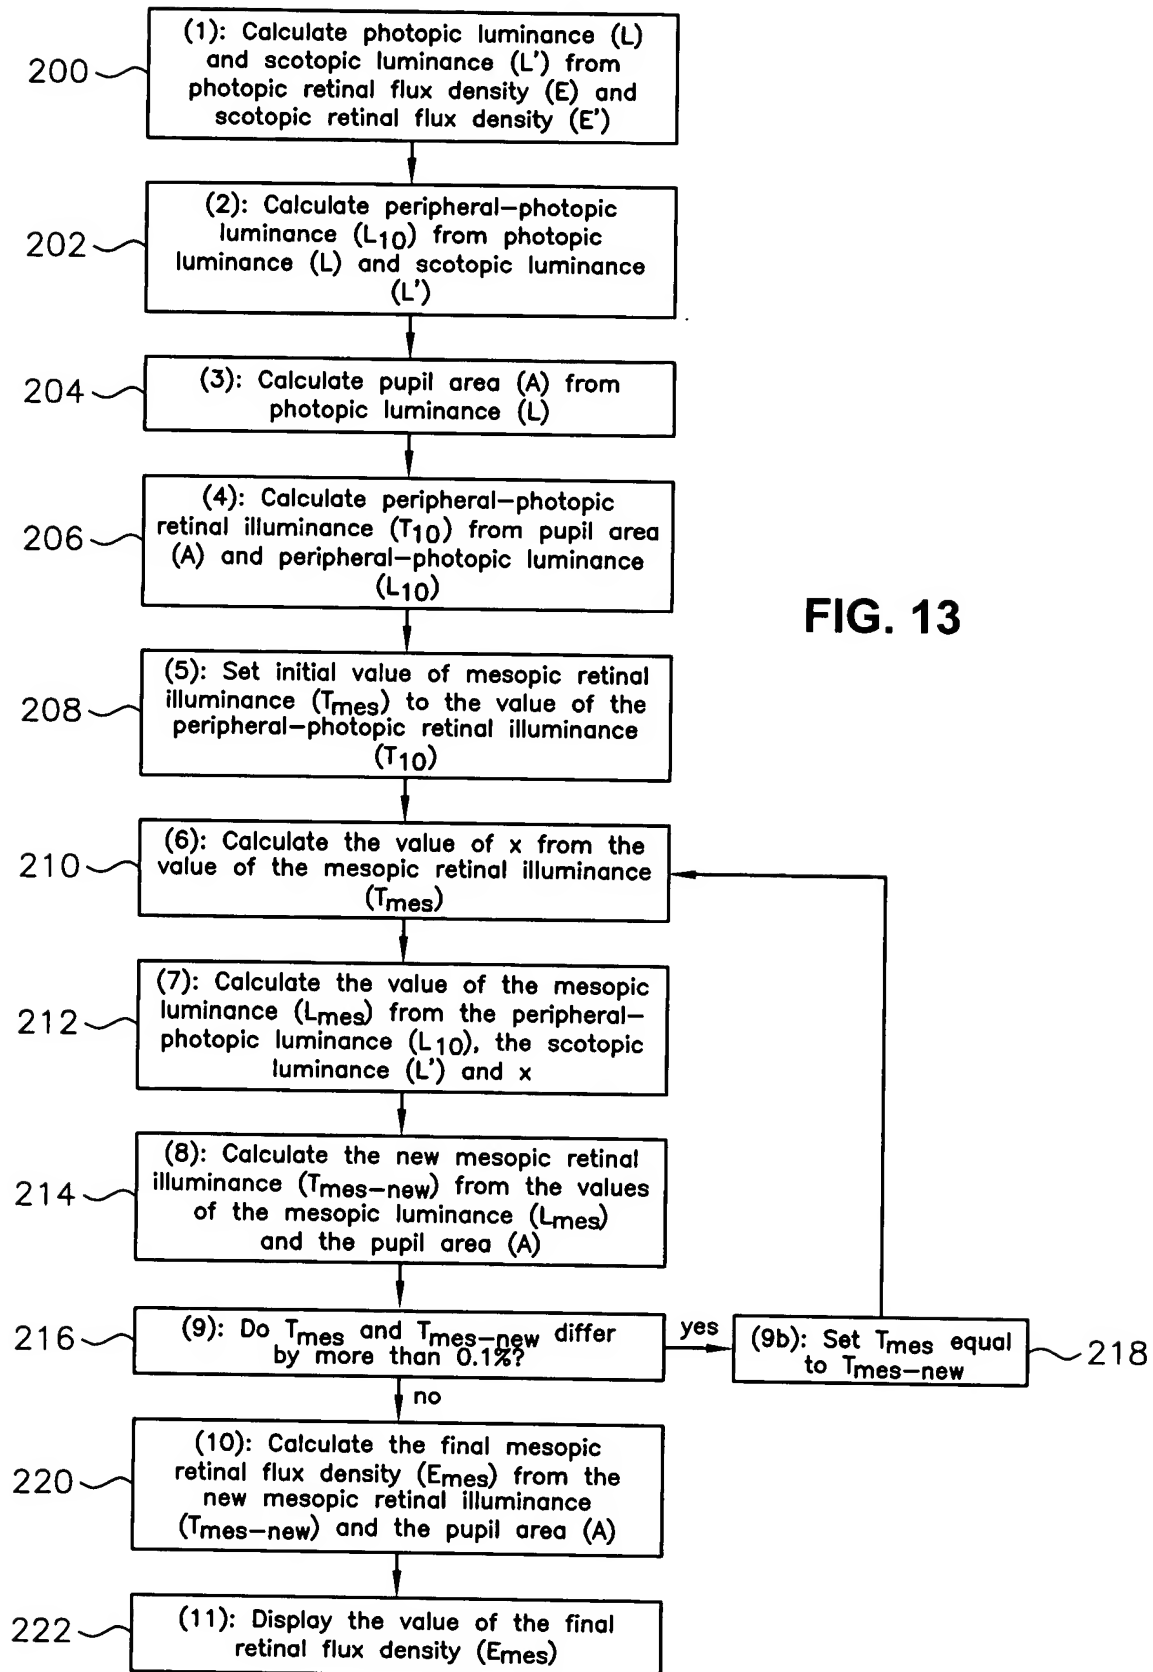 200
(1): Calculate photopic luminance (L)
and scotopic luminance (L') from
photopic retinal flux density (E) and
scotopic retinal flux density (E')
202
(2): Calculate peripheral–photopic
luminance (L10) from photopic
luminance (L) and scotopic luminance
(L')
204
(3): Calculate pupil area (A) from
photopic luminance (L)
206
(4): Calculate peripheral–photopic
retinal illuminance (T10) from pupil area
(A) and peripheral–photopic luminance
(L10)
FIG. 13
208
(5): Set initial value of mesopic retinal
illuminance (Tmes) to the value of the
peripheral–photopic retinal illuminance
(T10)
210
(6): Calculate the value of x from the
value of the mesopic retinal illuminance
(Tmes)
212
(7): Calculate the value of the mesopic
luminance (Lmes) from the peripheral–
photopic luminance (L10), the scotopic
luminance (L') and x
214
(8): Calculate the new mesopic retinal
illuminance (Tmes–new) from the values
of the mesopic luminance (Lmes)
and the pupil area (A)
216
(9): Do Tmes and Tmes–new differ
by more than 0.1%?
yes
(9b): Set Tmes equal
to Tmes–new
218
no
220
(10): Calculate the final mesopic
retinal flux density (Emes) from the
new mesopic retinal illuminance
(Tmes–new) and the pupil area (A)
222
(11): Display the value of the final
retinal flux density (Emes)